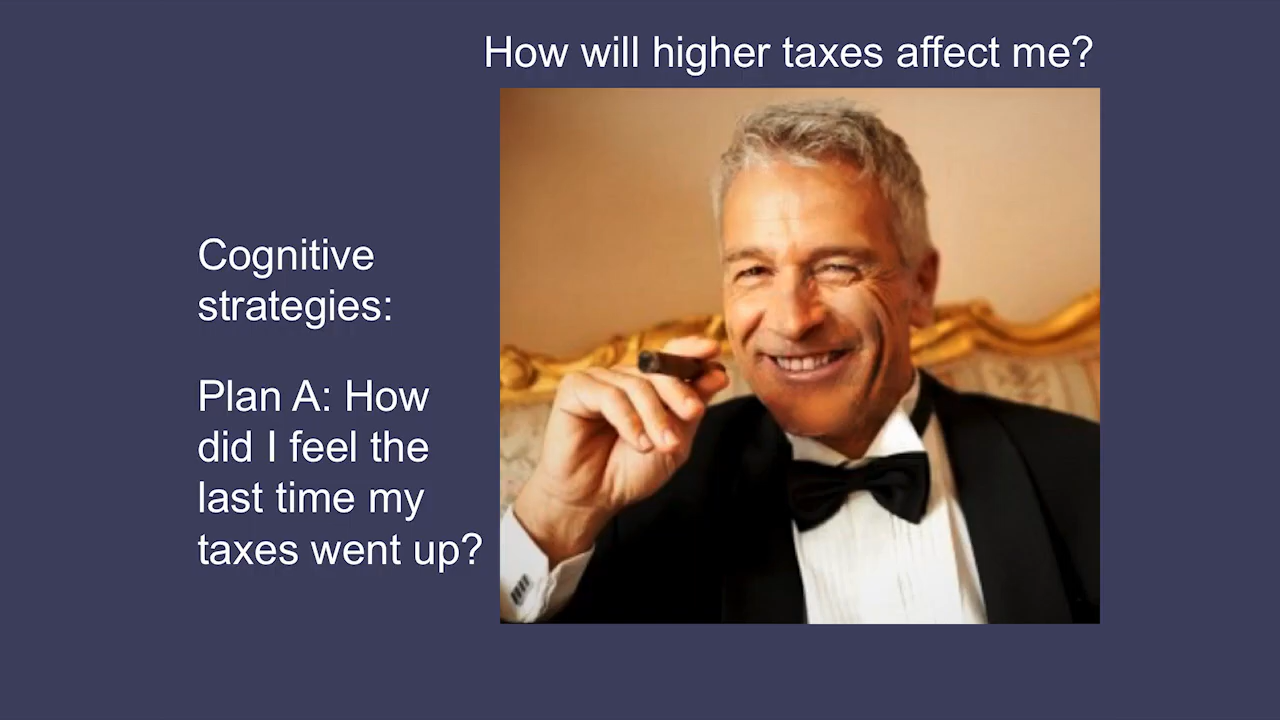 How will higher taxes affect me?
Cognitive
strategies:
Plan A: How
did I feel the
last time my
taxes went up?